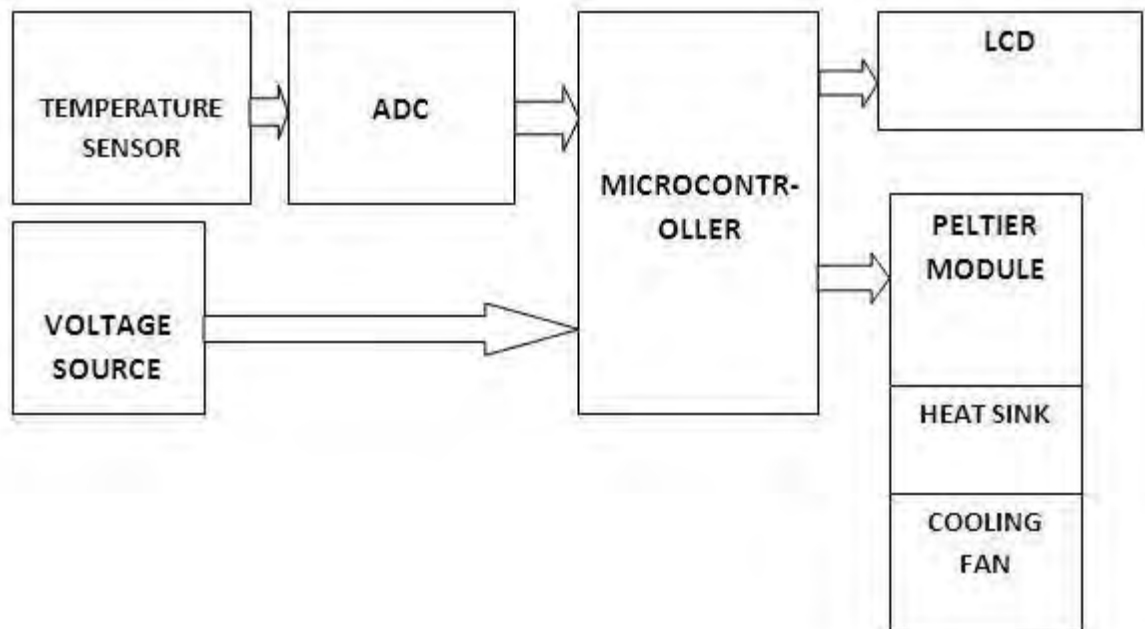 TEMPERATURE
SENSOR
ADC
MICROCONTR-
OLLER
LCD
VOLTAGE
SOURCE
PELTIER
MODULE
HEAT SINK
COOLING
FAN